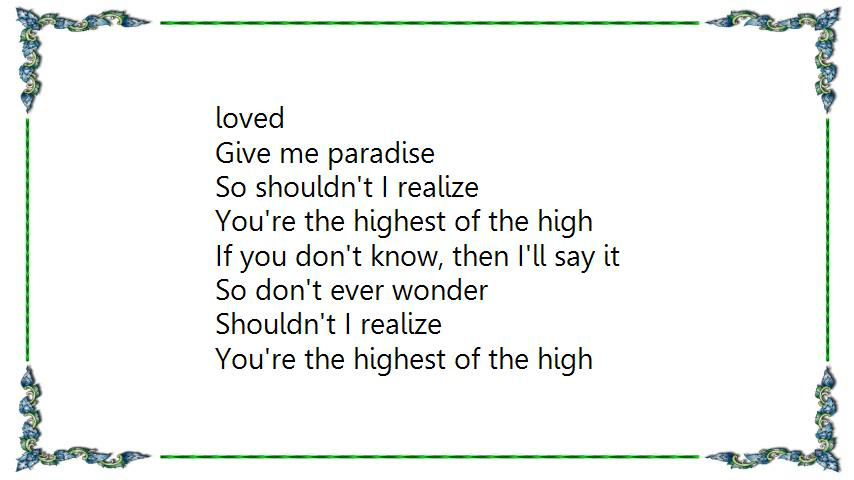 loved
Give me paradise
So shouldn't I realize
You're the highest of the high
If you don't know, then I'll say it
So don't ever wonder
Shouldn't I realize
You're the highest of the high